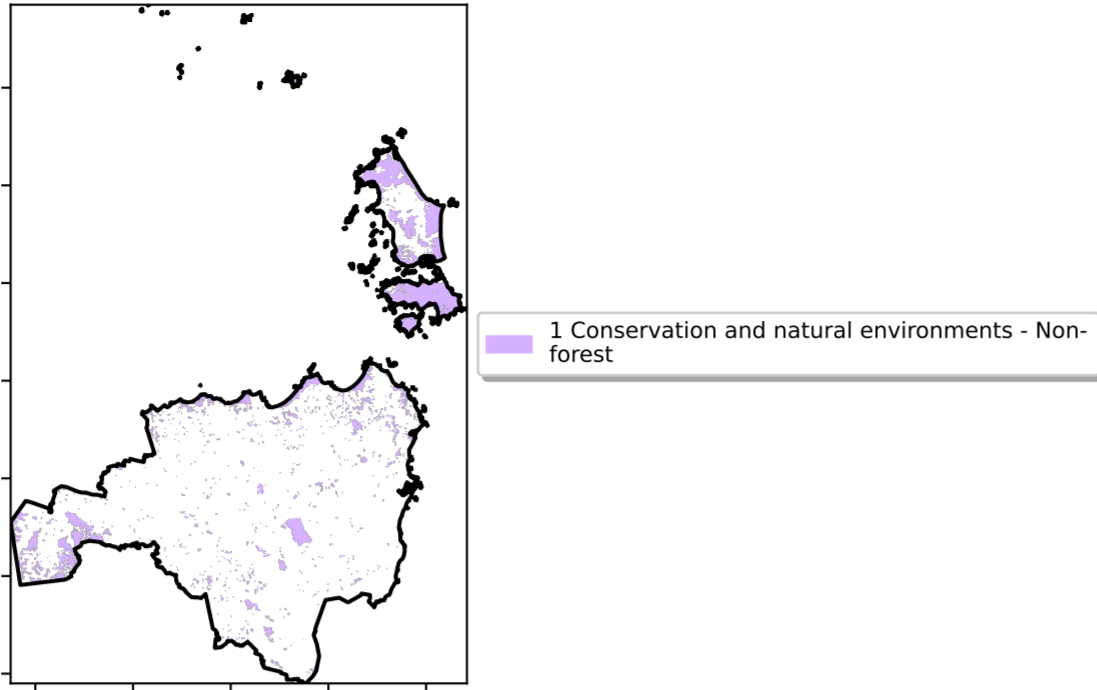 1 Conservation and natural environments - Non-
forest